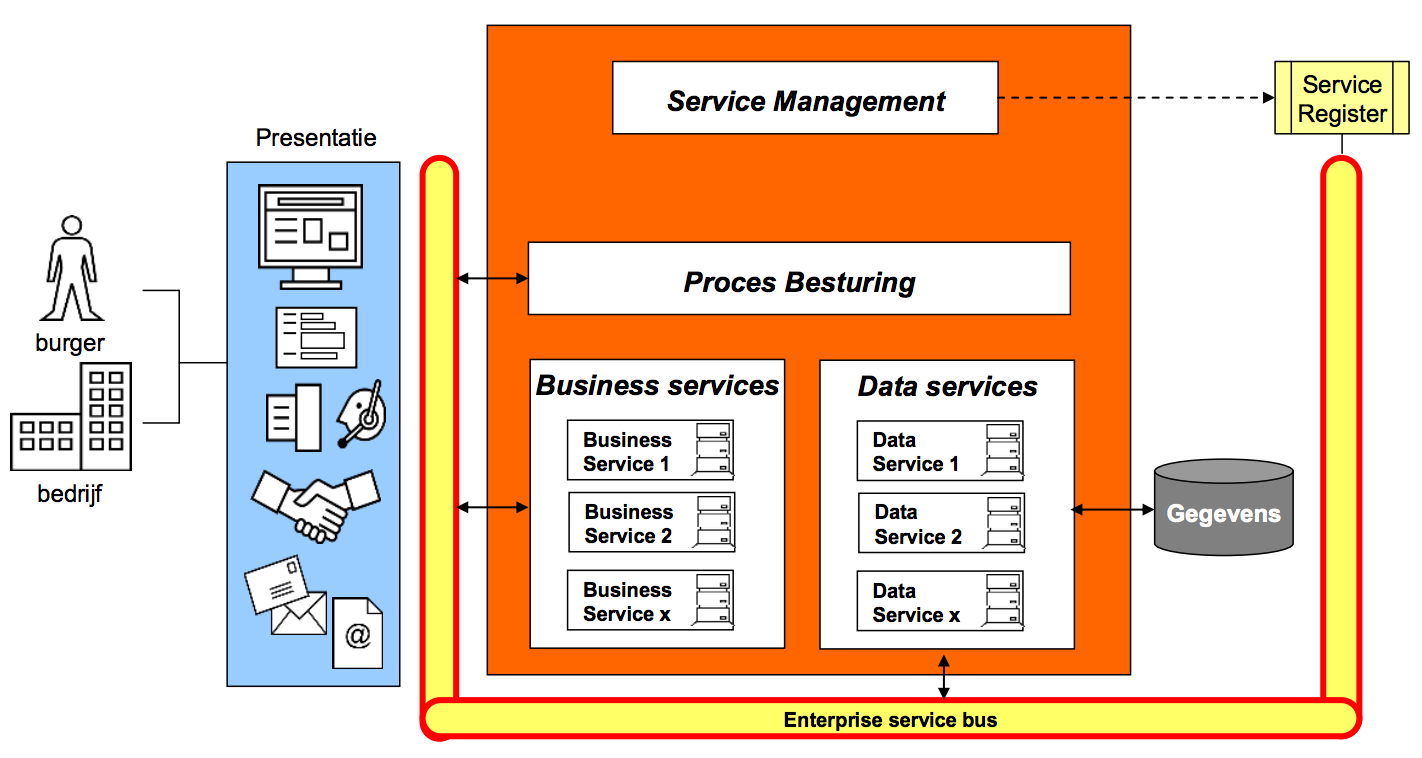 Service Management
Service
Register
Presentatie
Proces Besturing
burger
bedrijf
Business services
Business
Service 1
Business
Service 2
Business
Service x
Data services
Data
Service 1
Data
Service 2
Data
Service x
Gegevens
@
Enterprise service bus